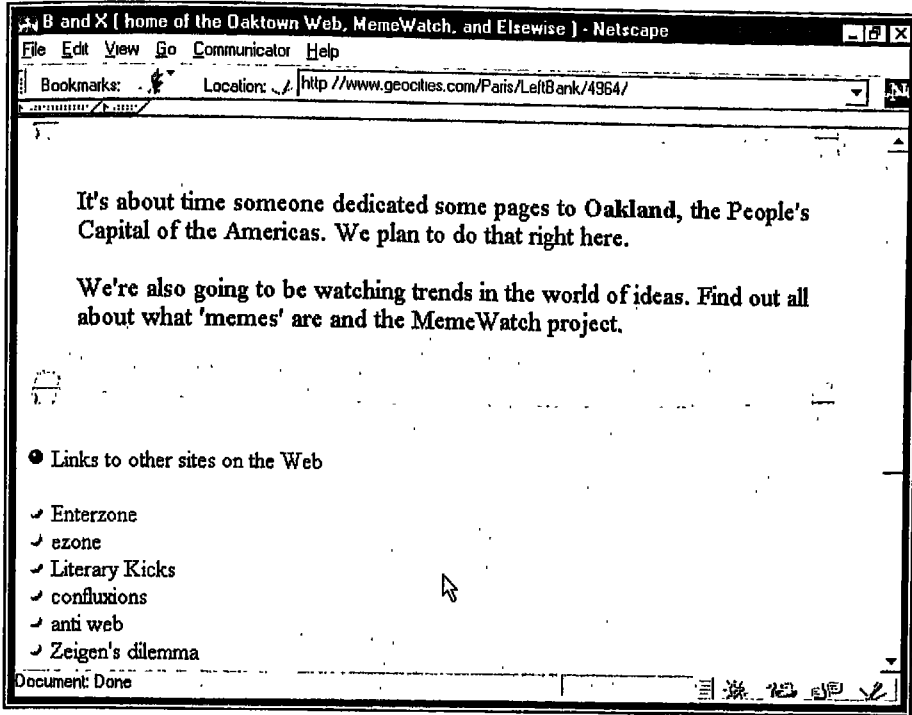 B and X ( home of the Oaktown Web, MemeWatch, and Elsewise ) - Netscape
File Edit View Go Communicator Help
Bookmarks: Location: http //www.geocities.com/Paris/LeftBank/4964/
N
It's about time someone dedicated some pages to Oakland, the People's
Capital of the Americas. We plan to do that right here.
We're also going to be watching trends in the world of ideas. Find out all
about what 'memes' are and the MemeWatch project.
Links to other sites on the Web
Enterzone
ezone
Literary Kicks
confluxions
anti web
Zeigen's dilemma
Document: Done